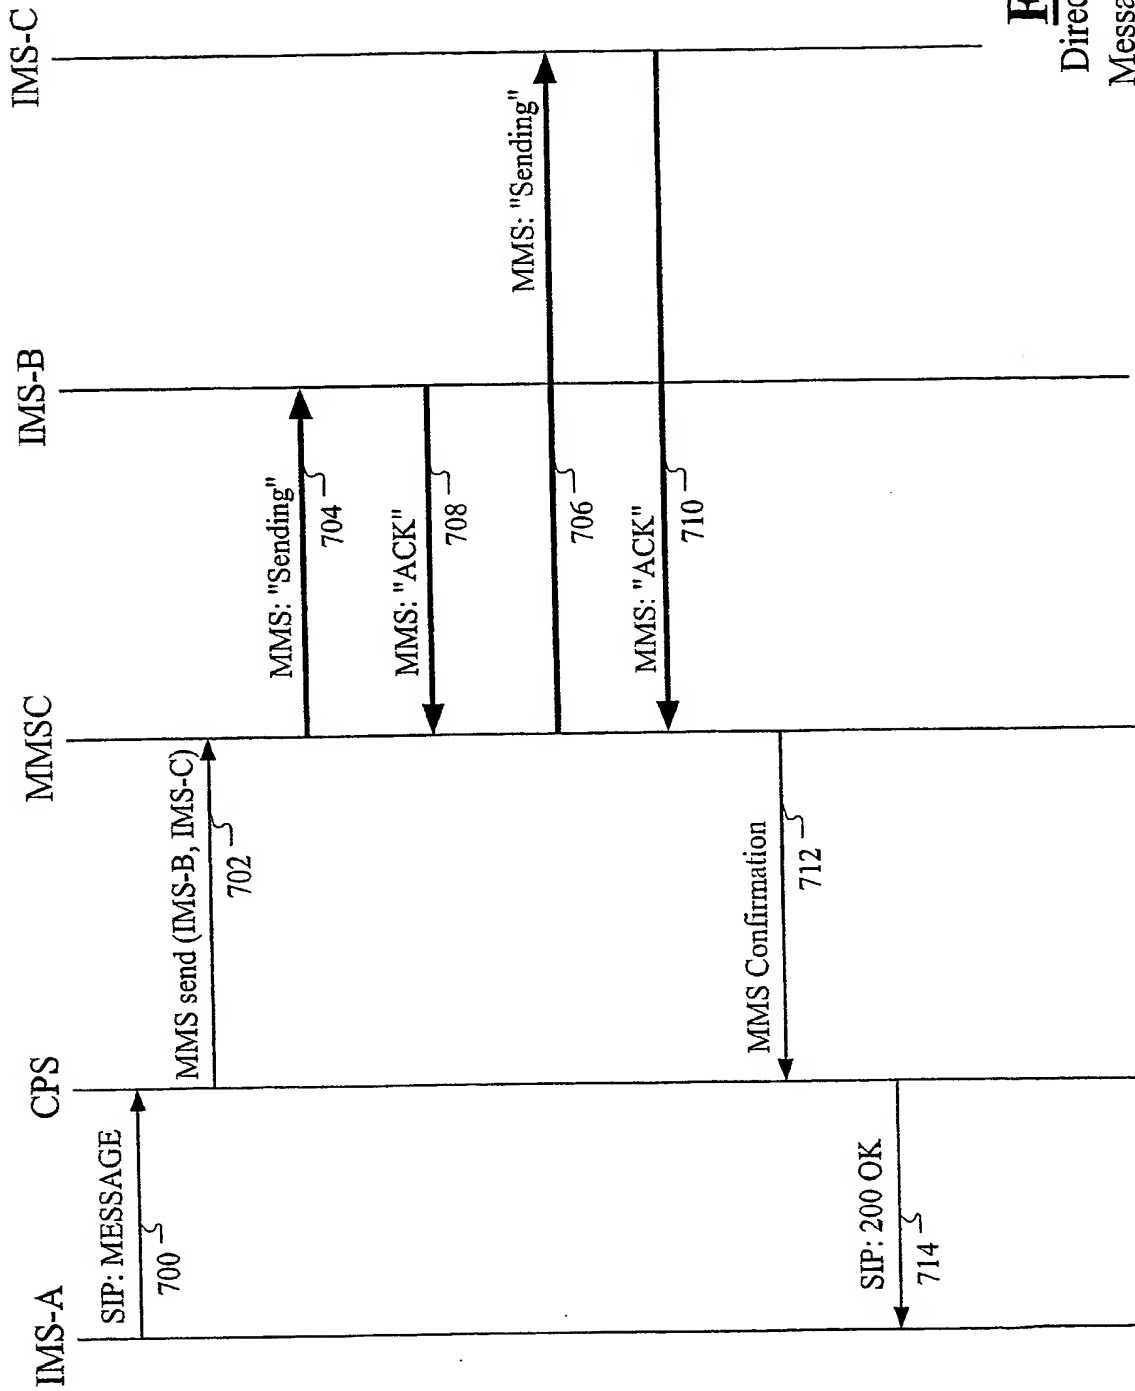 IMS-A
CPS
MMSC
IMS-B
IMS-C
SIP: MESSAGE
700
MMS send (IMS-B, IMS-C)
702
MMS: "Sending"
704
MMS: "ACK"
708
MMS: "Sending"
706
MMS: "ACK"
710
MMS Confirmation
712
SIP: 200 OK
714